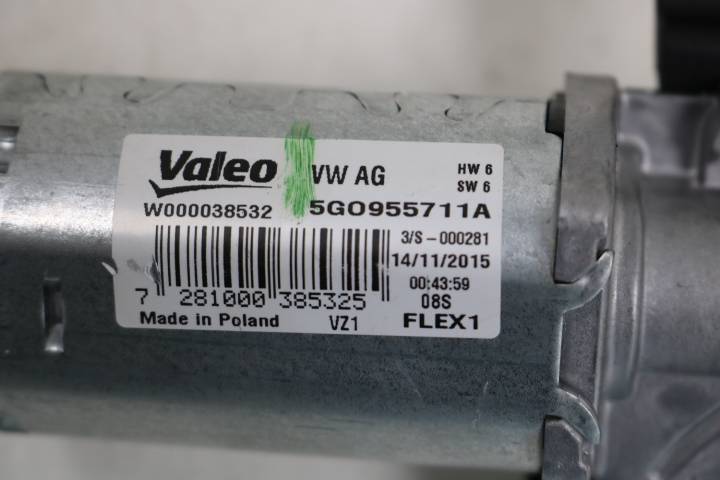 Valeo VW AG HW 6
SW 6
W000038532 5G0955711A
3/S-000281
14/11/2015
00:43:59
7 281000 385325 08S
Made in Poland VZ1 FLEX1